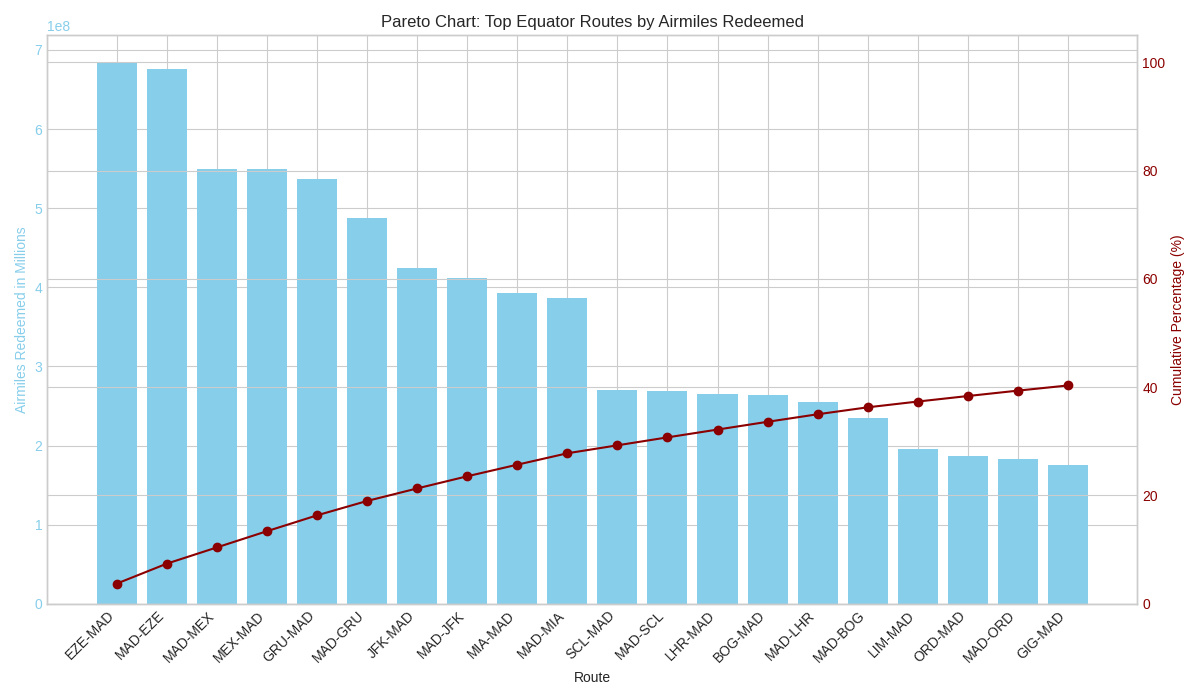 Pareto Chart: Top Equator Routes by Airmiles Redeemed
1e8
7
6
5
4
3
2
1
0
Airmiles Redeemed in Millions
100
80
60
40
20
0
Cumulative Percentage (%)
EZE-MAD
MAD-EZE
MAD-MEX
MEX-MAD
GRU-MAD
MAD-GRU
JFK-MAD
MAD-JFK
MIA-MAD
MAD-MIA
SCL-MAD
MAD-SCL
LHR-MAD
BOG-MAD
MAD-LHR
MAD-BOG
LIM-MAD
ORD-MAD
MAD-ORD
GIG-MAD
Route